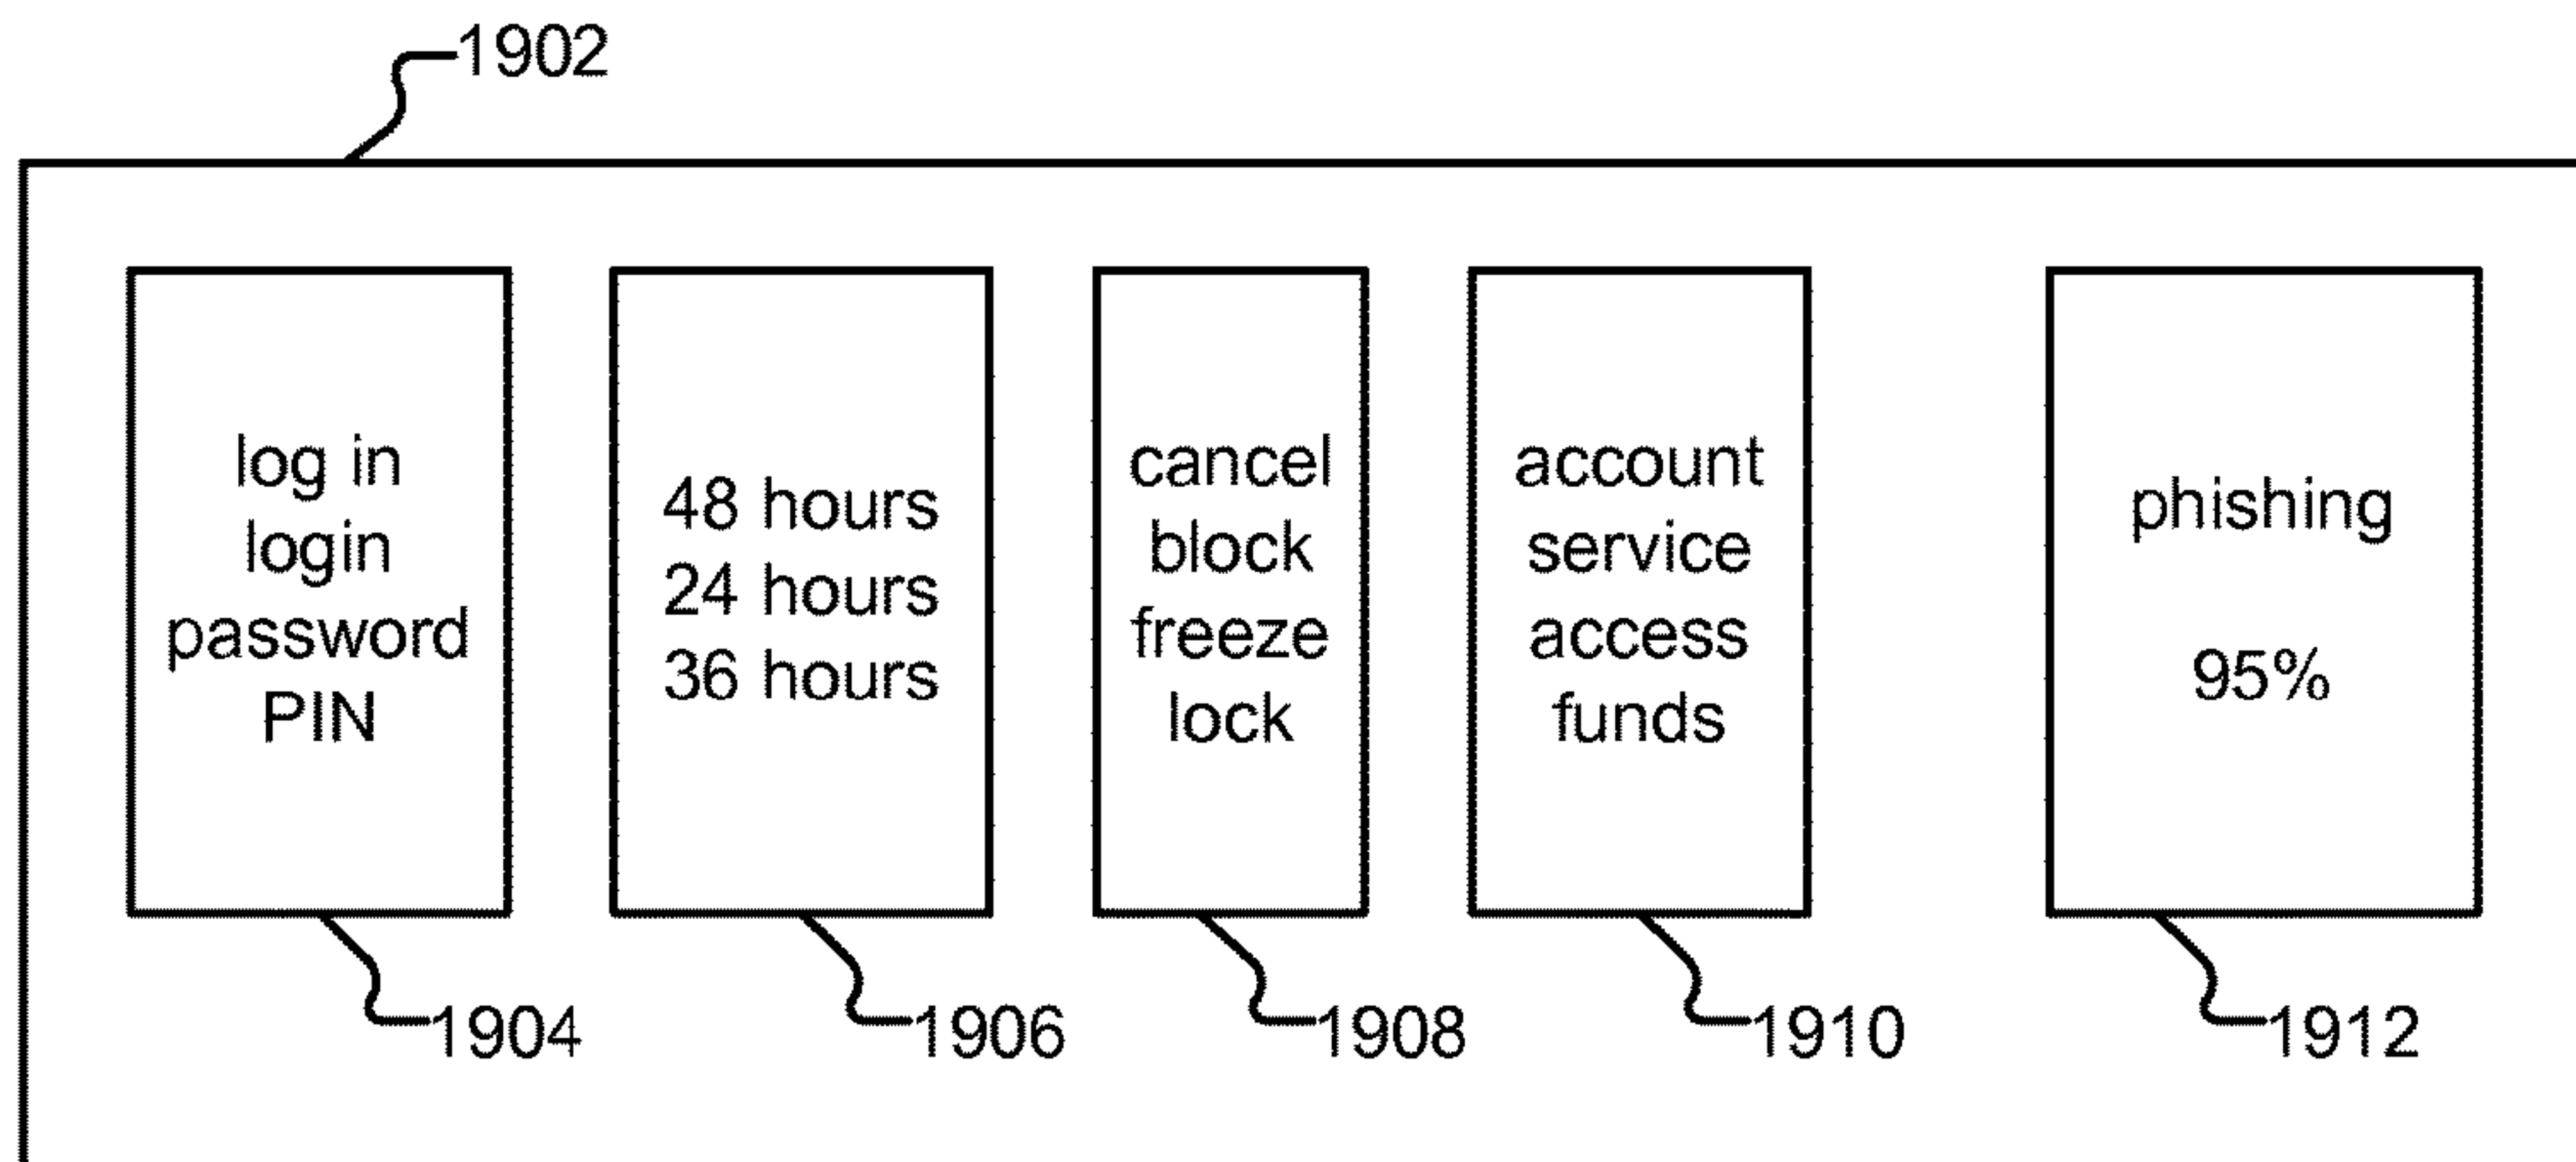 1902
log in
login
password
PIN
48 hours
24 hours
36 hours
cancel
block
freeze
lock
account
service
access
funds
phishing
95%
1904
1906
1908
1910
1912